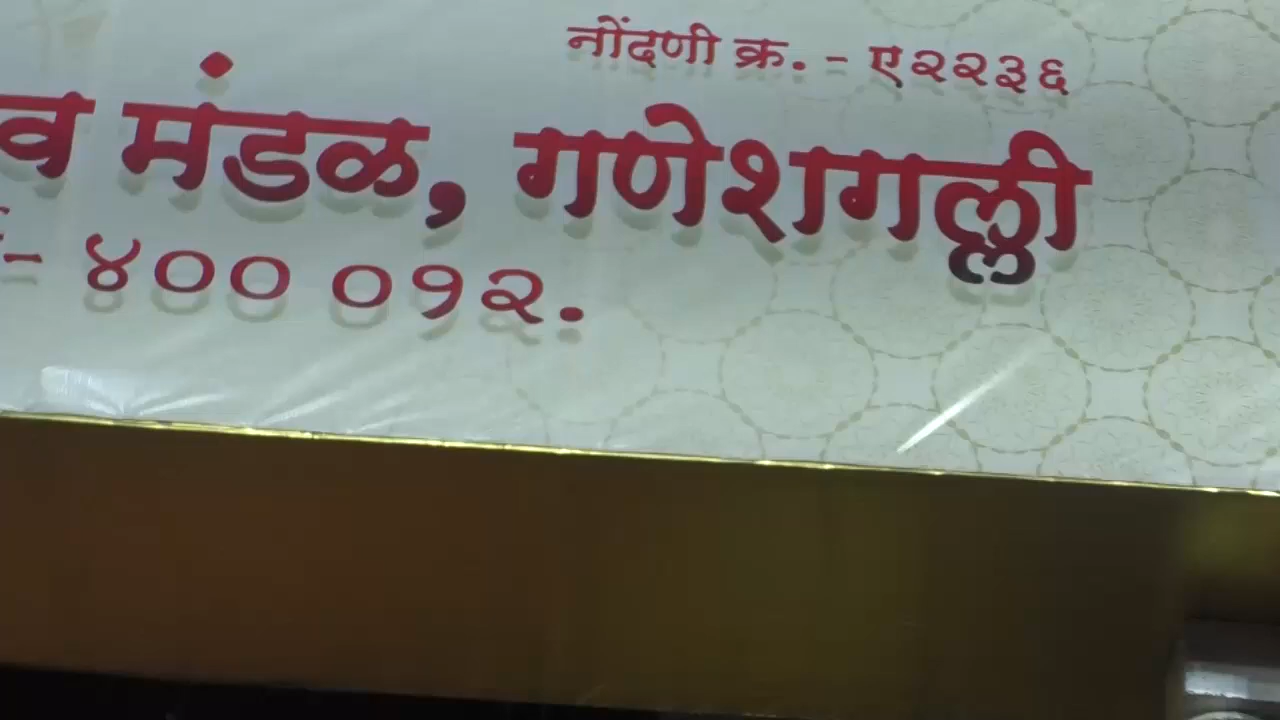 नोंदणी क्र. - ए२२३६
व मंडळ, गणेशगल्ली
- ४०० ०१२.